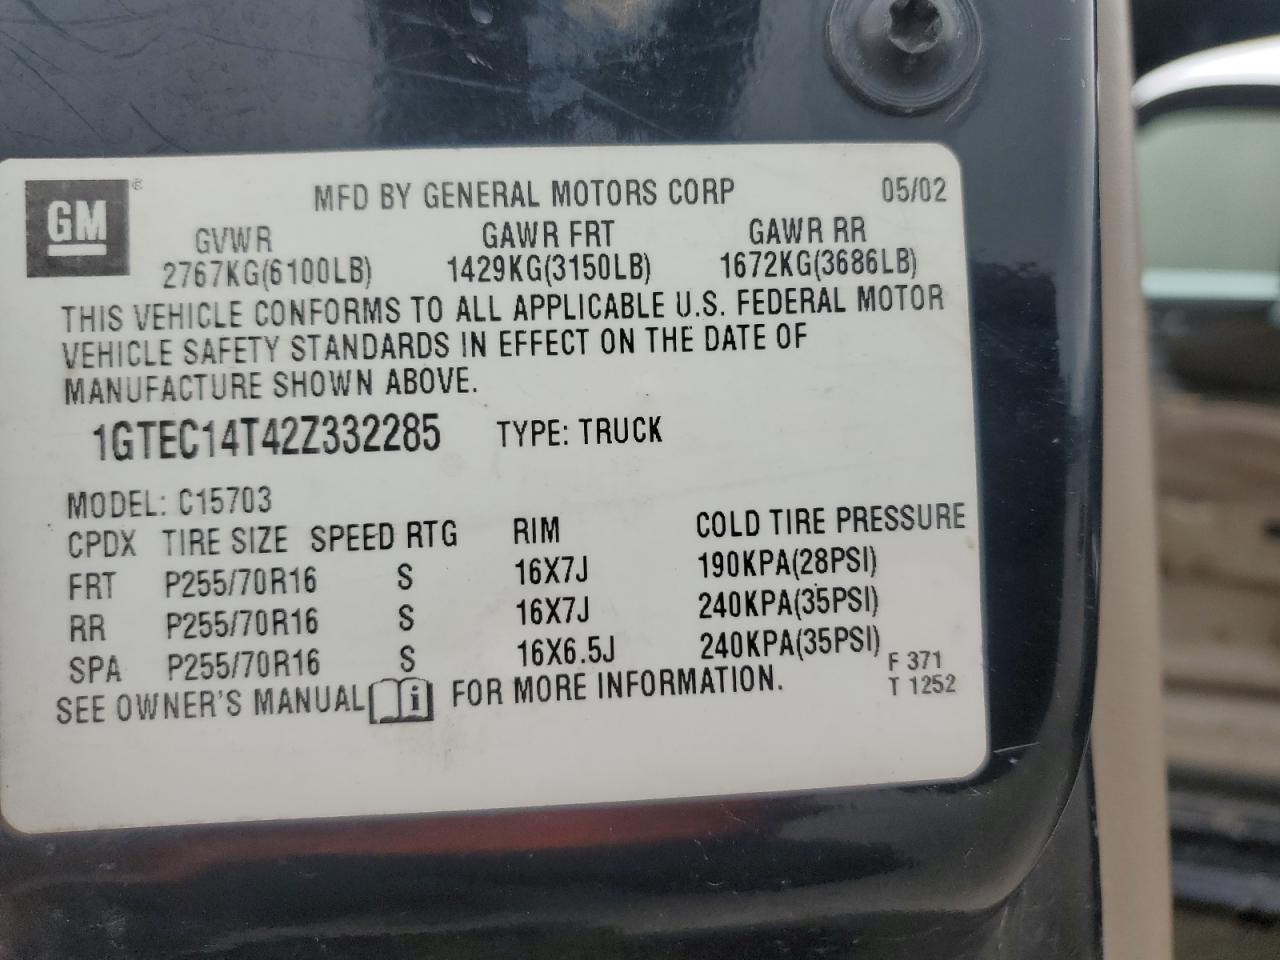 GM ®
MFD BY GENERAL MOTORS CORP 05/02
GVWR GAWR FRT GAWR RR
2767KG(6100LB) 1429KG(3150LB) 1672KG(3686LB)
THIS VEHICLE CONFORMS TO ALL APPLICABLE U.S. FEDERAL MOTOR
VEHICLE SAFETY STANDARDS IN EFFECT ON THE DATE OF
MANUFACTURE SHOWN ABOVE.
1GTEC14T42Z332285 TYPE: TRUCK
MODEL: C15703
CPDX TIRE SIZE SPEED RTG RIM COLD TIRE PRESSURE
FRT P255/70R16 S 16X7J 190KPA(28PSI)
RR P255/70R16 S 16X7J 240KPA(35PSI)
SPA P255/70R16 S 16X6.5J 240KPA(35PSI)
F 371
T 1252
SEE OWNER'S MANUAL i FOR MORE INFORMATION.